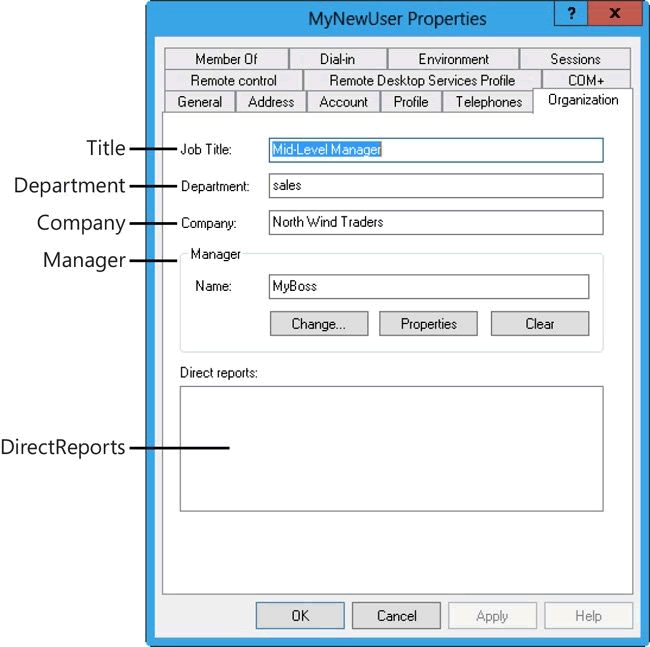 MyNewUser Properties
?
x
Member Of Dial-in Environment Sessions
Remote control Remote Desktop Services Profile COM+
General Address Account Profile Telephones Organization
Title Job Title: Mid-Level Manager
Department Department: sales
Company Company: North Wind Traders
Manager Manager
Name: MyBoss
Change... Properties Clear
Direct reports:
DirectReports
OK Cancel Apply Help